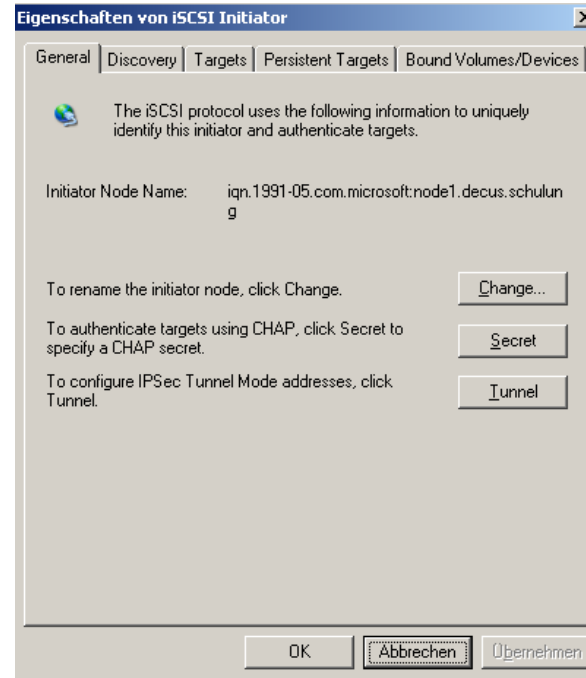 Eigenschaften von iSCSI Initiator
General Discovery Targets Persistent Targets Bound Volumes/Devices
The iSCSI protocol uses the following information to uniquely
identify this initiator and authenticate targets.
Initiator Node Name: iqn.1991-05.com.microsoft:node1.decus.schulun
g
To rename the initiator node, click Change. Change...
To authenticate targets using CHAP, click Secret to
specify a CHAP secret. Secret
To configure IPSec Tunnel Mode addresses, click
Tunnel. Tunnel
OK Abbrechen Übernehmen